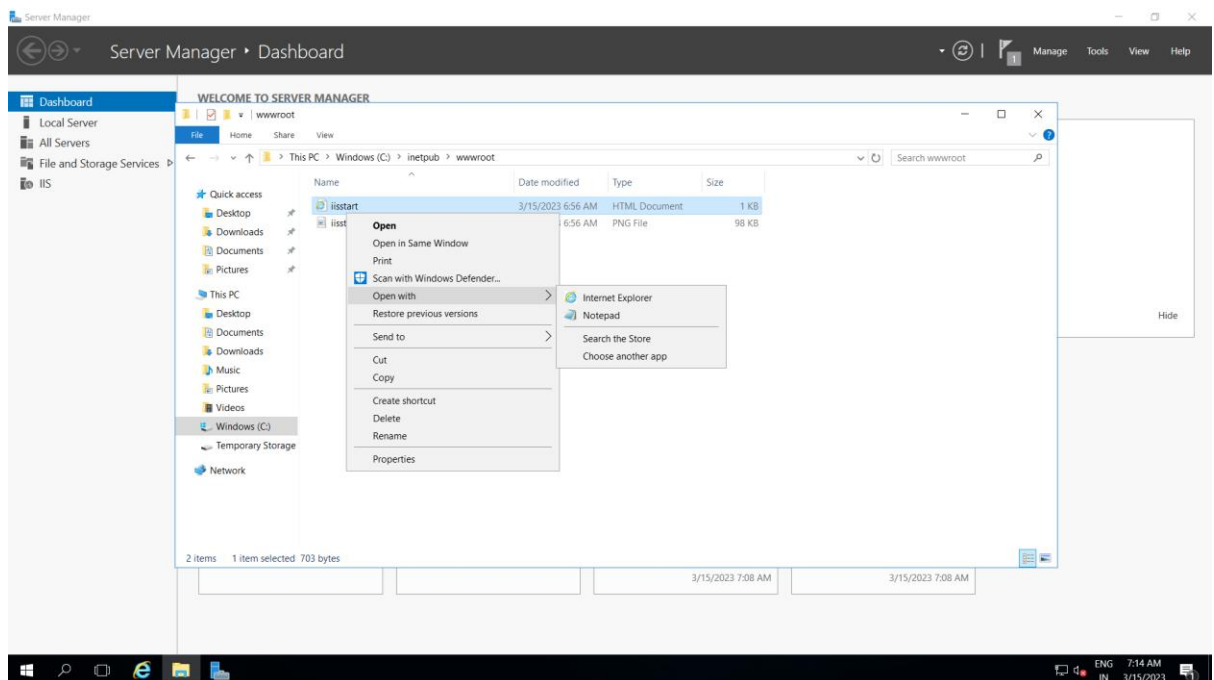 Server Manager
Server Manager • Dashboard
1
Manage Tools View Help
Dashboard
Local Server
All Servers
File and Storage Services
IIS
WELCOME TO SERVER MANAGER
wwwroot
File Home Share View
This PC > Windows (C:) > inetpub > wwwroot
Search wwwroot
Quick access
Desktop
Downloads
Documents
Pictures
This PC
Desktop
Documents
Downloads
Music
Pictures
Videos
Windows (C:)
Temporary Storage
Network
Name Date modified Type Size
iisstart 3/15/2023 6:56 AM HTML Document 1 KB
iisst 6:56 AM PNG File 98 KB
Open
Open in Same Window
Print
Scan with Windows Defender...
Open with
Restore previous versions
Send to
Cut
Copy
Create shortcut
Delete
Rename
Properties
Internet Explorer
Notepad
Search the Store
Choose another app
Hide
2 items 1 item selected 703 bytes
3/15/2023 7:08 AM 3/15/2023 7:08 AM
ENG 7:14 AM
IN 3/15/2023